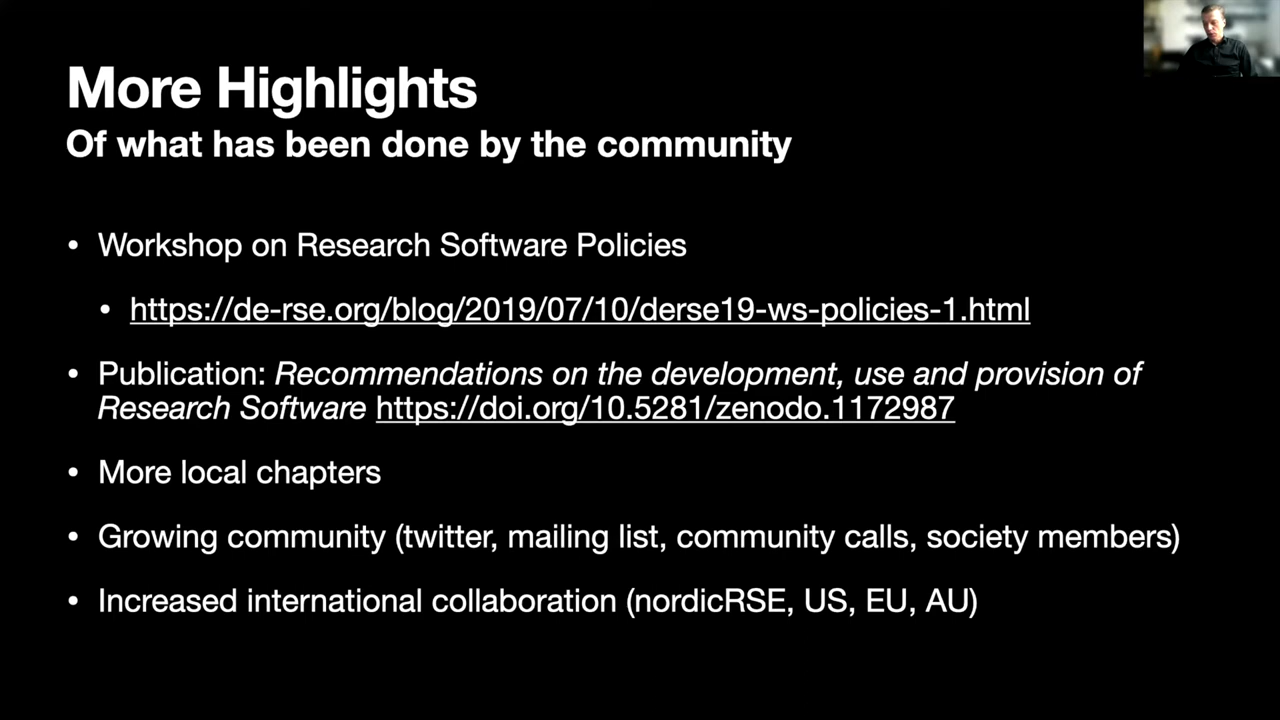 More Highlights
Of what has been done by the community
• Workshop on Research Software Policies
• https://de-rse.org/blog/2019/07/10/derse19-ws-policies-1.html
• Publication: Recommendations on the development, use and provision of
Research Software https://doi.org/10.5281/zenodo.1172987
• More local chapters
• Growing community (twitter, mailing list, community calls, society members)
• Increased international collaboration (nordicRSE, US, EU, AU)